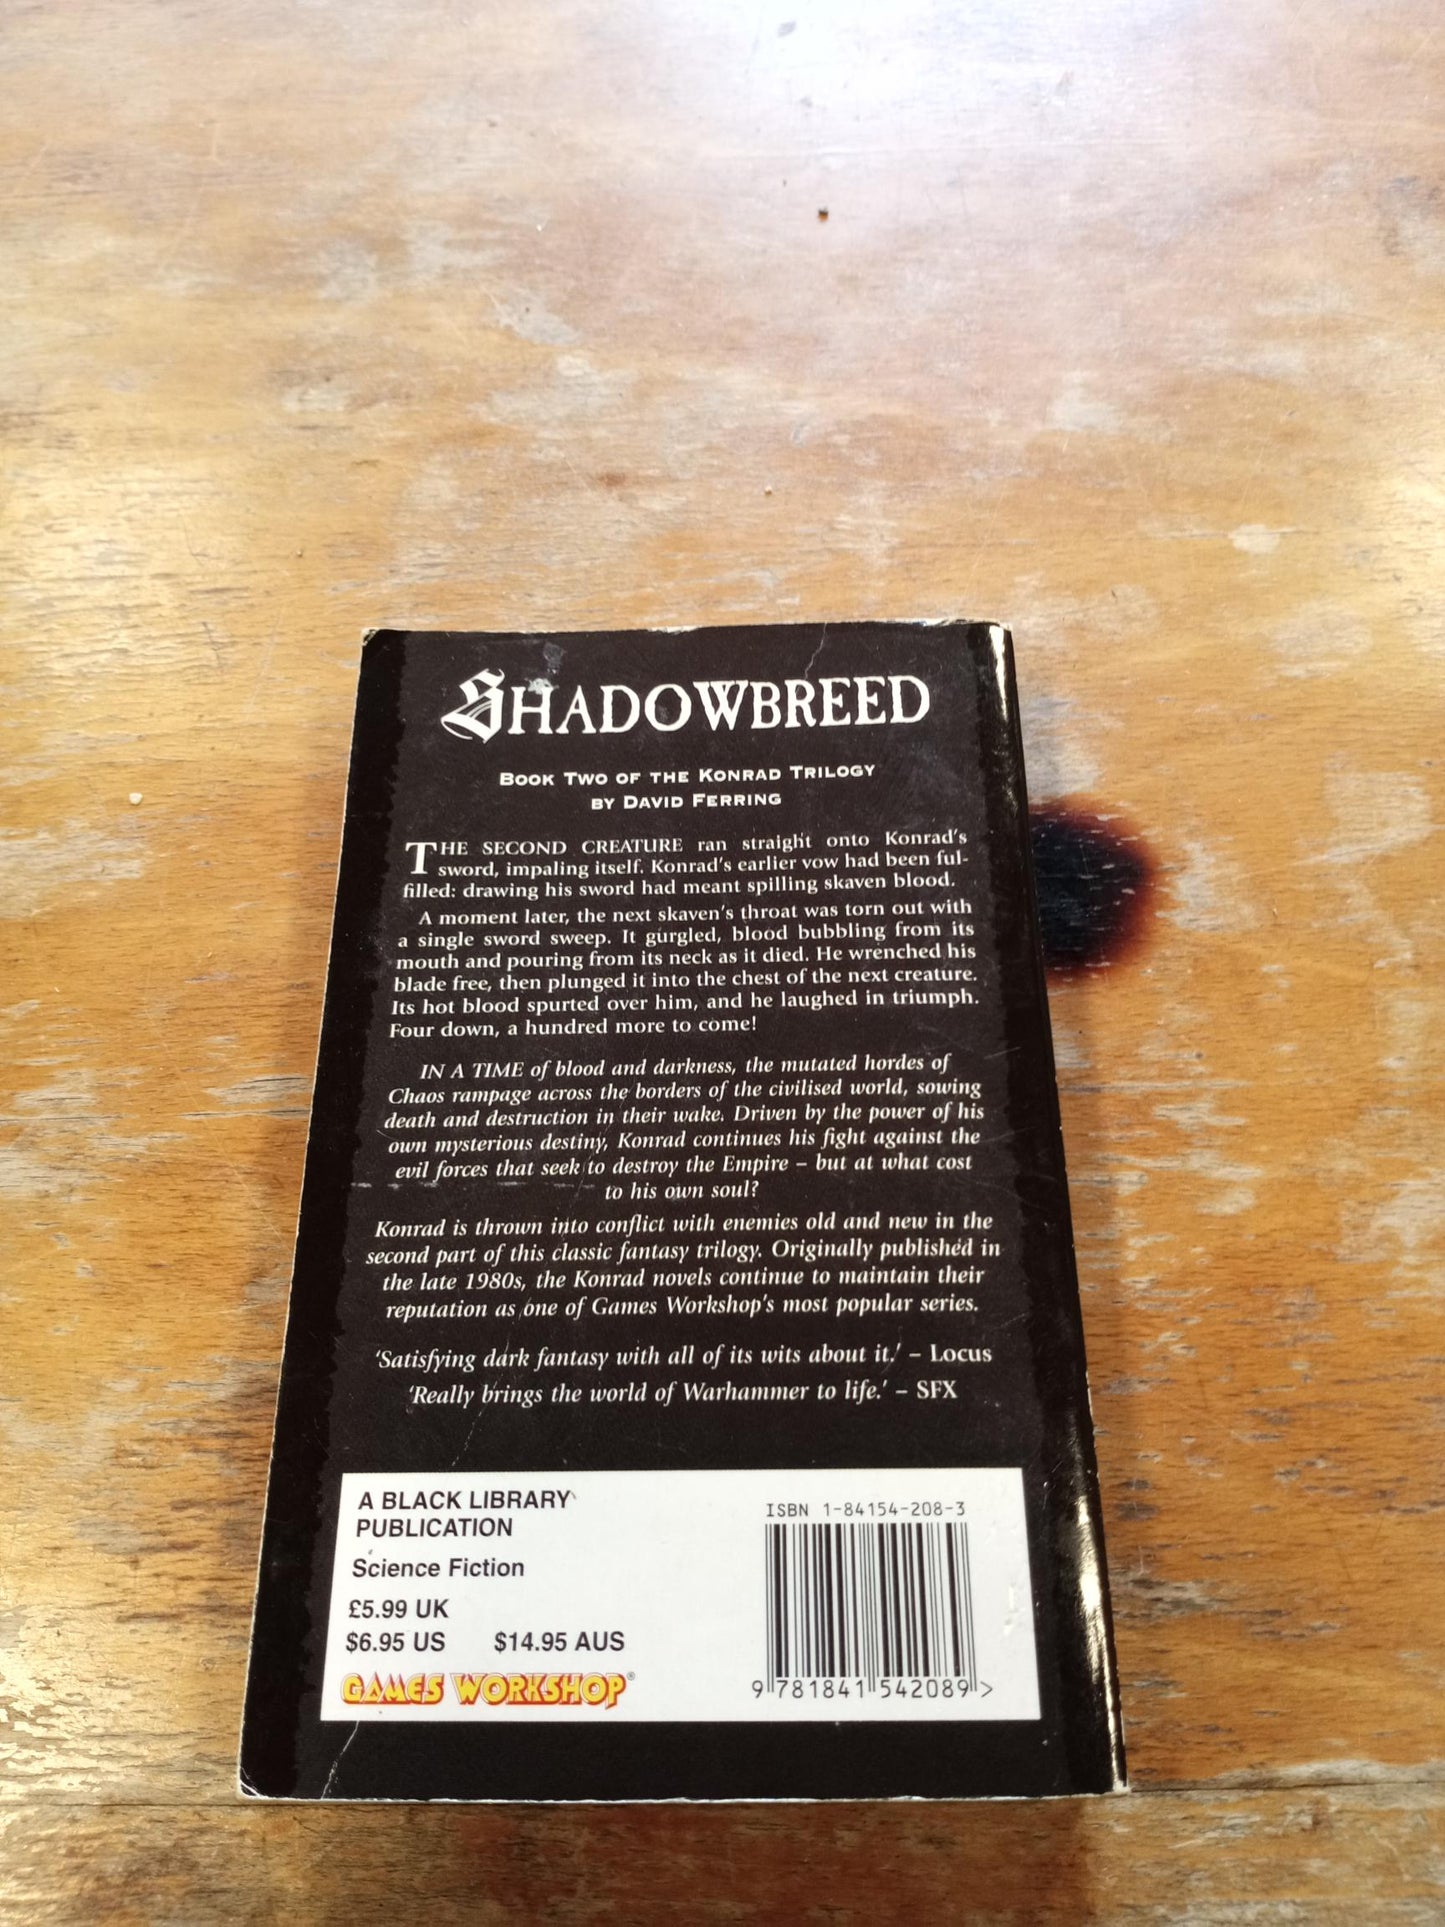 SHADOWBREED
BOOK TWO OF THE KONRAD TRILOGY
BY DAVID FERRING
THE SECOND CREATURE ran straight onto Konrad's
sword, impaling itself. Konrad's earlier vow had been ful-
filled: drawing his sword had meant spilling skaven blood.
A moment later, the next skaven's throat was torn out with
a single sword sweep. It gurgled, blood bubbling from its
mouth and pouring from its neck as it died. He wrenched his
blade free, then plunged it into the chest of the next creature.
Its hot blood spurted over him, and he laughed in triumph.
Four down, a hundred more to come!
IN A TIME of blood and darkness, the mutated hordes of
Chaos rampage across the borders of the civilised world, sowing
death and destruction in their wake. Driven by the power of his
own mysterious destiny, Konrad continues his fight against the
evil forces that seek to destroy the Empire – but at what cost
to his own soul?
Konrad is thrown into conflict with enemies old and new in the
second part of this classic fantasy trilogy. Originally published in
the late 1980s, the Konrad novels continue to maintain their
reputation as one of Games Workshop's most popular series.
'Satisfying dark fantasy with all of its wits about it.' – Locus
'Really brings the world of Warhammer to life.' – SFX
A BLACK LIBRARY
PUBLICATION
Science Fiction
£5.99 UK
$6.95 US $14.95 AUS
GAMES WORKSHOP®
ISBN 1-84154-208-3
9 781841 542089 >